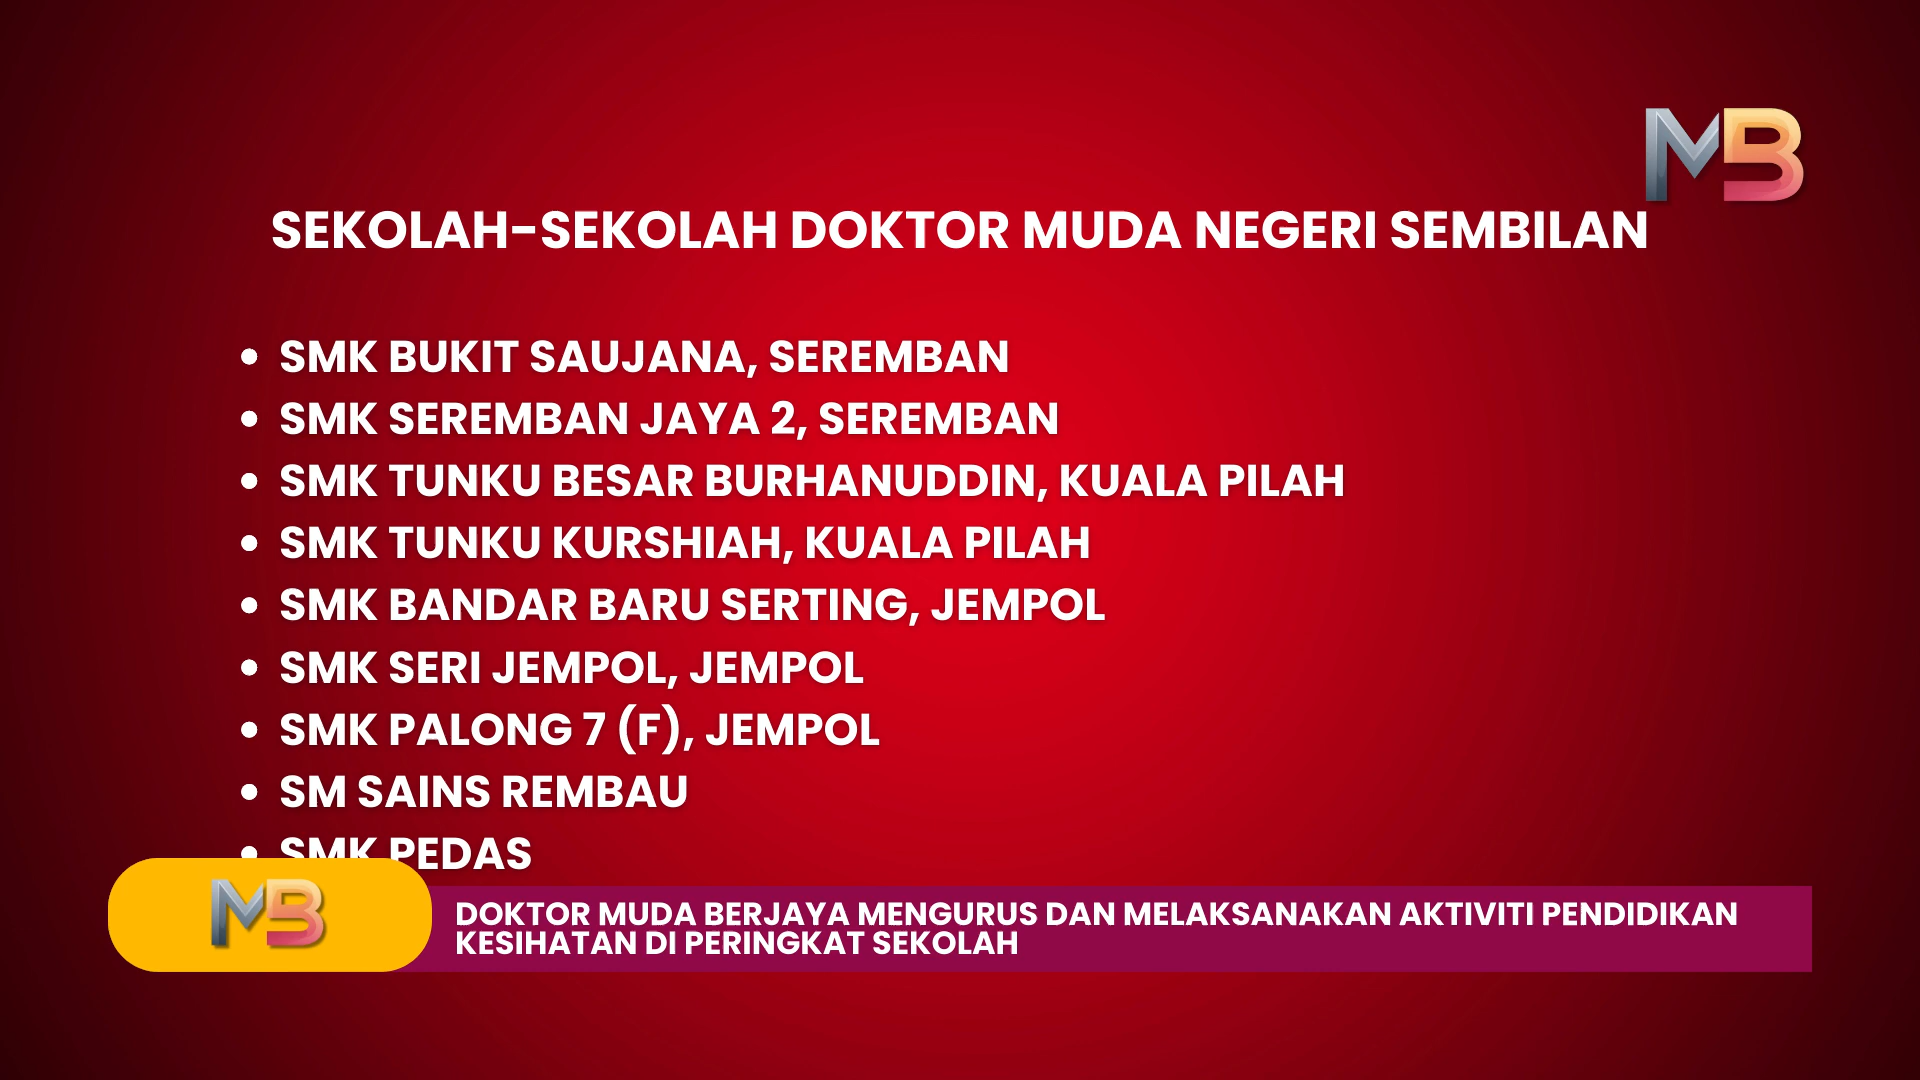 MB
SEKOLAH-SEKOLAH DOKTOR MUDA NEGERI SEMBILAN
• SMK BUKIT SAUJANA, SEREMBAN
• SMK SEREMBAN JAYA 2, SEREMBAN
• SMK TUNKU BESAR BURHANUDDIN, KUALA PILAH
• SMK TUNKU KURSHIAH, KUALA PILAH
• SMK BANDAR BARU SERTING, JEMPOL
• SMK SERI JEMPOL, JEMPOL
• SMK PALONG 7 (F), JEMPOL
• SM SAINS REMBAU
• SMK PEDAS
MB
DOKTOR MUDA BERJAYA MENGURUS DAN MELAKSANAKAN AKTIVITI PENDIDIKAN
KESIHATAN DI PERINGKAT SEKOLAH